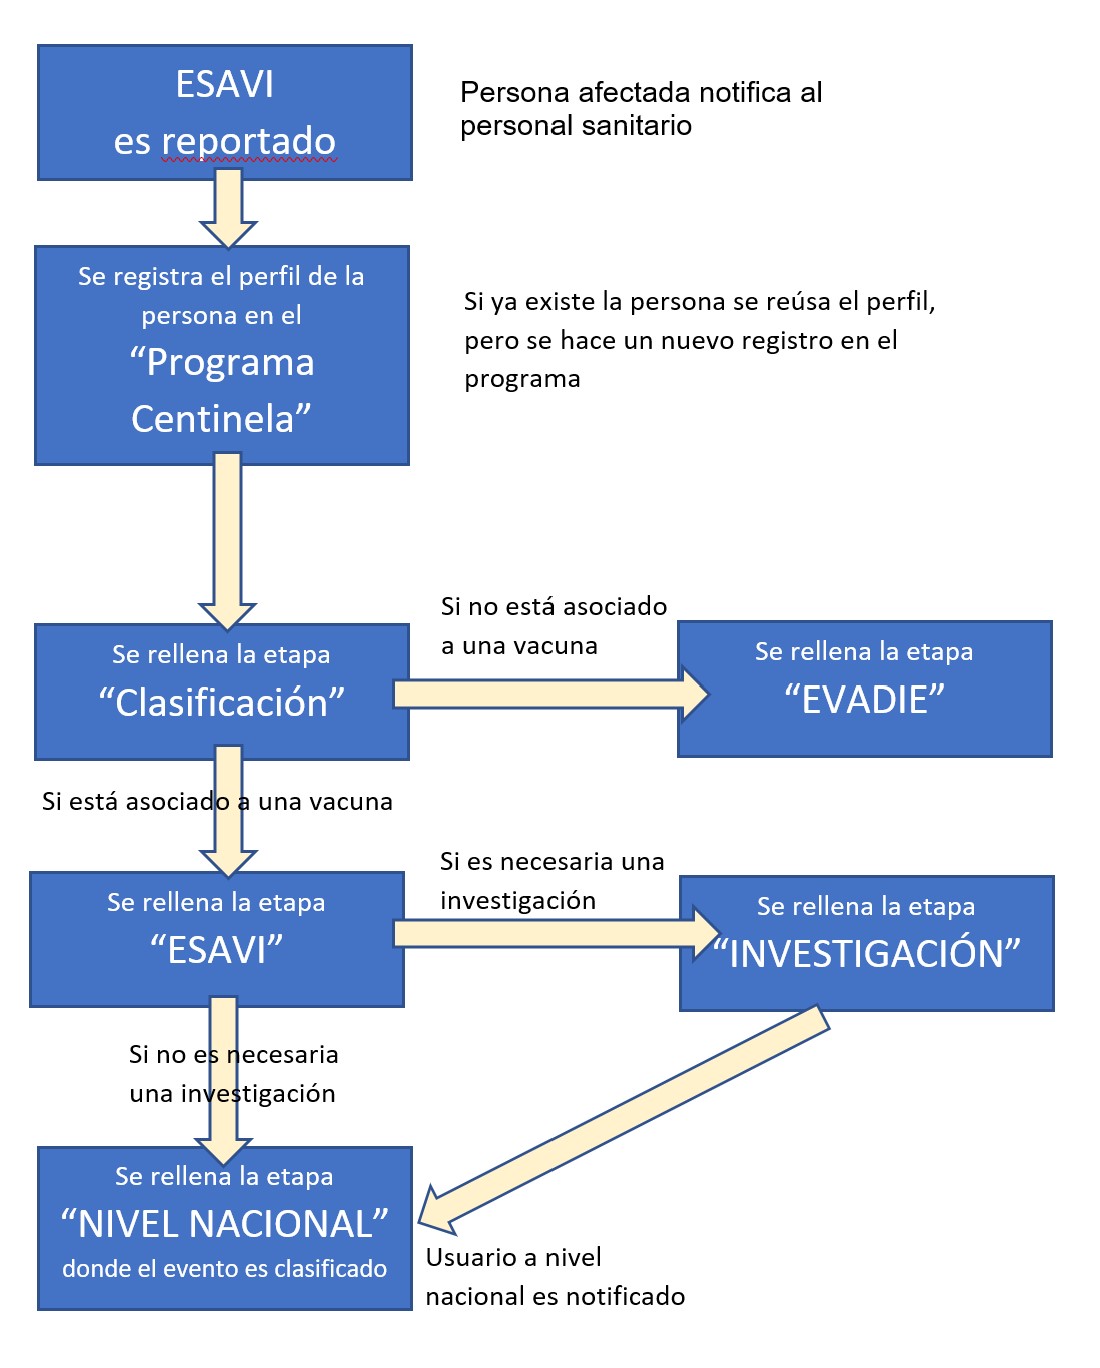 ESAVI
es reportado
Persona afectada notifica al
personal sanitario
Se registra el perfil de la
persona en el
“Programa
Centinela”
Si ya existe la persona se reúsa el perfil,
pero se hace un nuevo registro en el
programa
Se rellena la etapa
“Clasificación”
Si no está asociado
a una vacuna
Se rellena la etapa
“EVADIE”
Si está asociado a una vacuna
Se rellena la etapa
“ESAVI”
Si es necesaria una
investigación
Se rellena la etapa
“INVESTIGACIÓN”
Si no es necesaria
una investigación
Se rellena la etapa
“NIVEL NACIONAL”
donde el evento es clasificado
Usuario a nivel
nacional es notificado